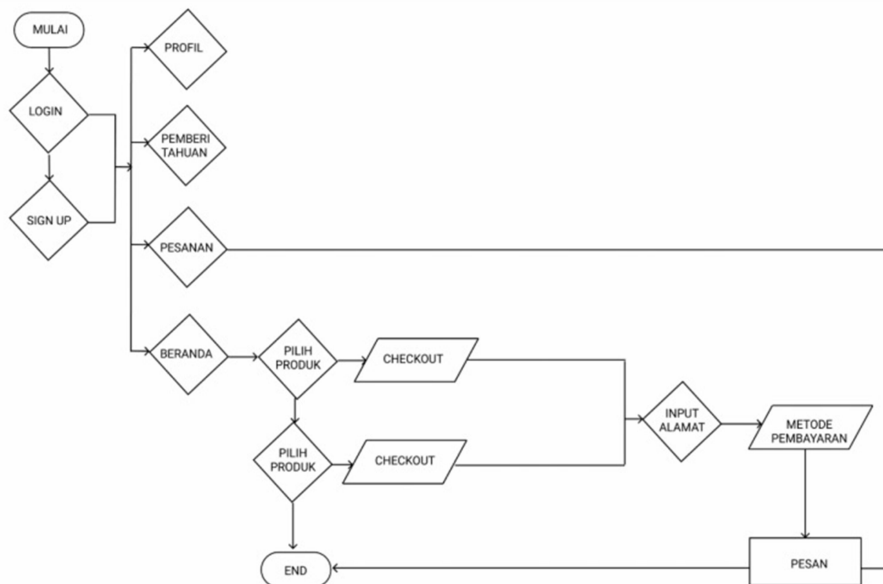 MULAI
LOGIN
SIGN UP
PROFIL
PEMBERI
TAHUAN
PESANAN
BERANDA
PILIH
PRODUK
CHECKOUT
PILIH
PRODUK
CHECKOUT
INPUT
ALAMAT
METODE
PEMBAYARAN
PESAN
END